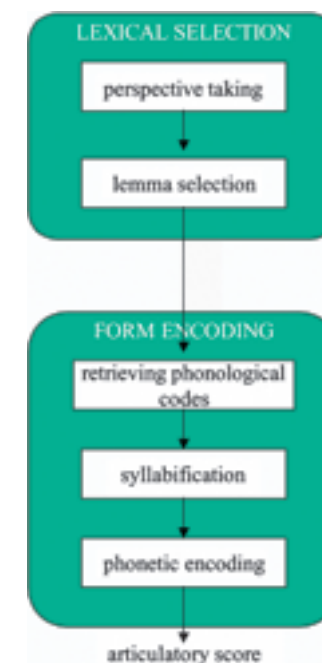 LEXICAL SELECTION
perspective taking
lemma selection
FORM ENCODING
retrieving phonological
codes
syllabification
phonetic encoding
articulatory score